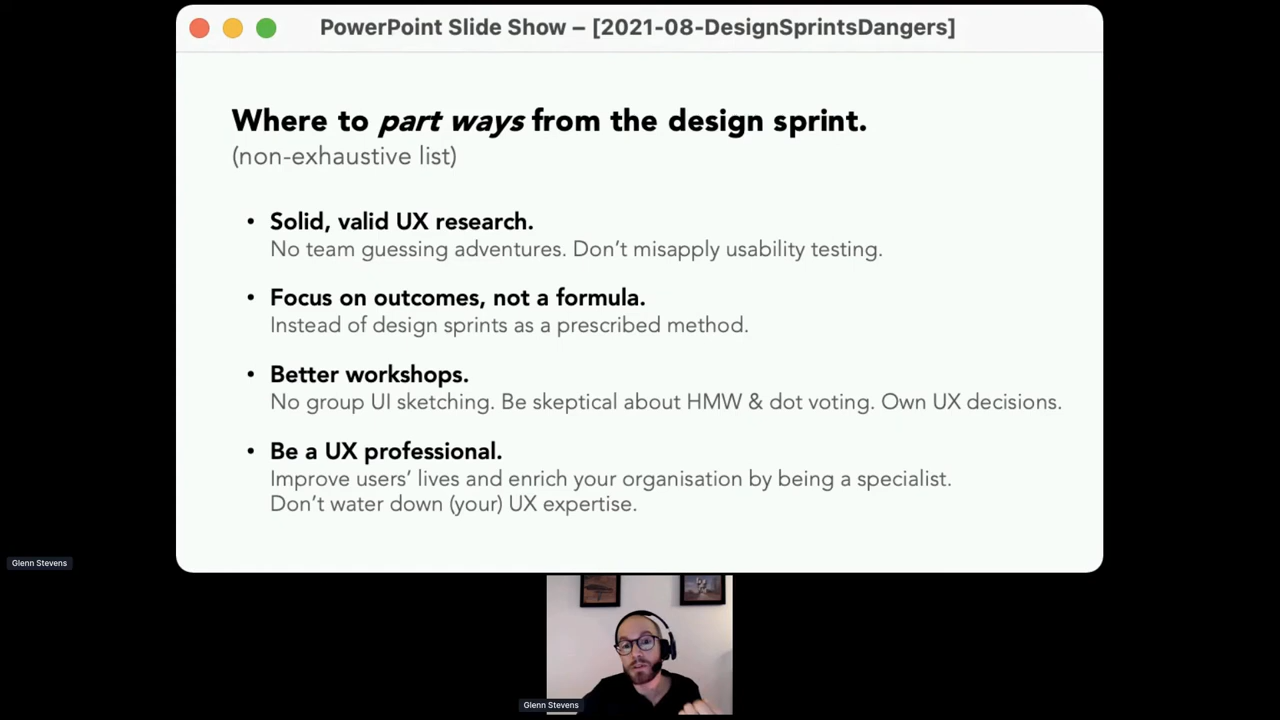 PowerPoint Slide Show – [2021-08-DesignSprintsDangers]
Where to part ways from the design sprint.
(non-exhaustive list)
• Solid, valid UX research.
No team guessing adventures. Don’t misapply usability testing.
• Focus on outcomes, not a formula.
Instead of design sprints as a prescribed method.
• Better workshops.
No group UI sketching. Be skeptical about HMW & dot voting. Own UX decisions.
• Be a UX professional.
Improve users’ lives and enrich your organisation by being a specialist.
Don’t water down (your) UX expertise.
Glenn Stevens
Glenn Stevens